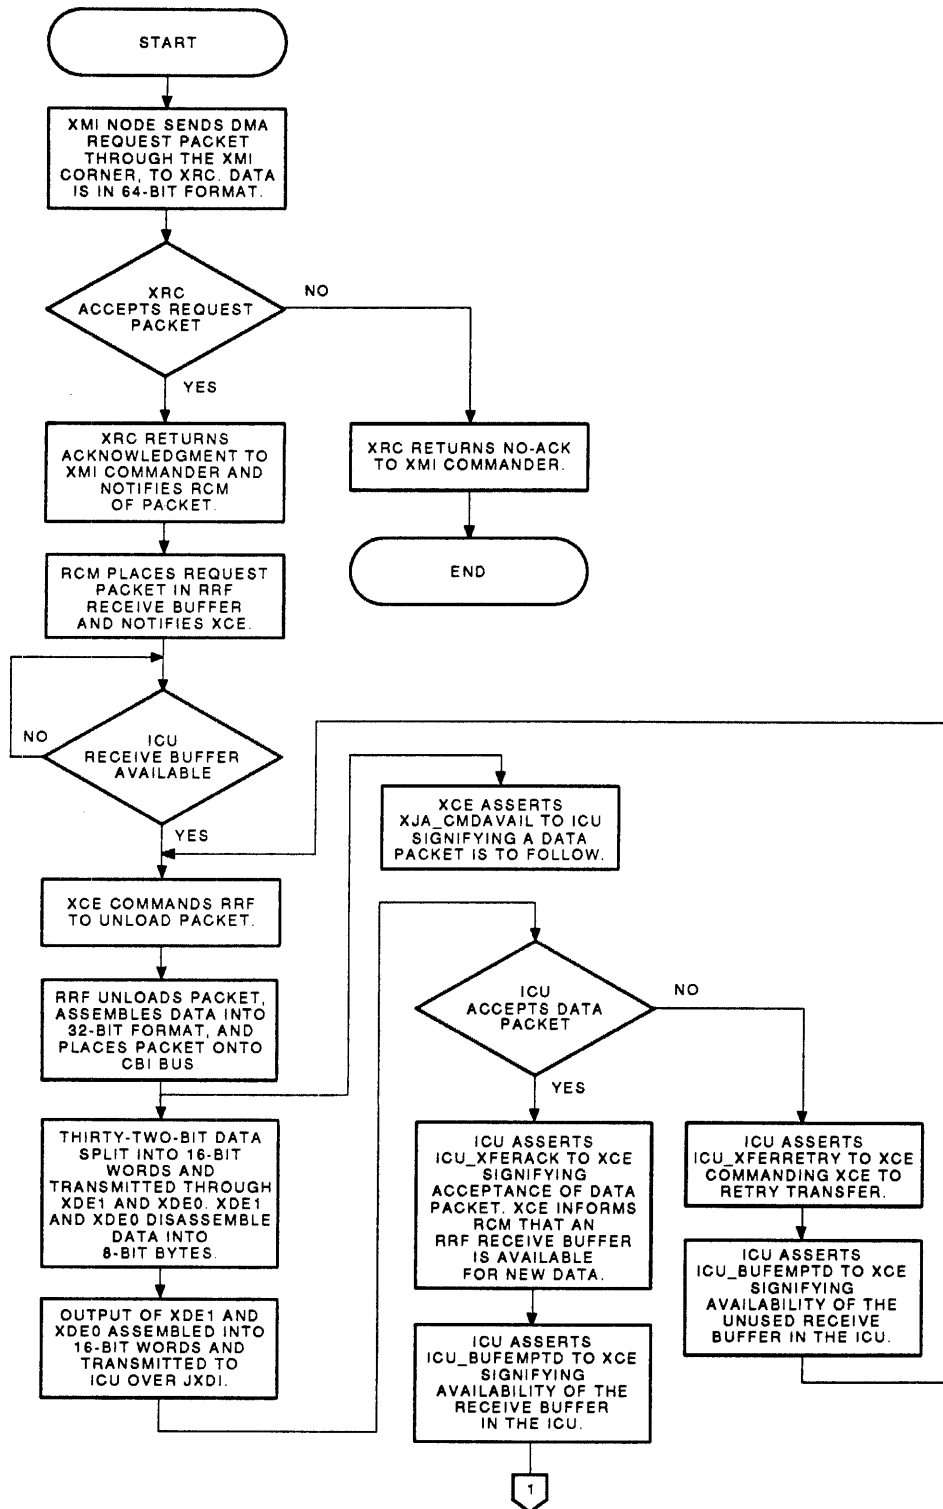 START
XMI NODE SENDS DMA
REQUEST PACKET
THROUGH THE XMI
CORNER, TO XRC. DATA
IS IN 64-BIT FORMAT.
XRC
ACCEPTS REQUEST
PACKET
NO
YES
XRC RETURNS
ACKNOWLEDGMENT TO
XMI COMMANDER AND
NOTIFIES RCM
OF PACKET.
XRC RETURNS NO-ACK
TO XMI COMMANDER.
END
RCM PLACES REQUEST
PACKET IN RRF
RECEIVE BUFFER
AND NOTIFIES XCE.
NO
ICU
RECEIVE BUFFER
AVAILABLE
YES
XCE ASSERTS
XJA_CMDAVAIL TO ICU
SIGNIFYING A DATA
PACKET IS TO FOLLOW.
XCE COMMANDS RRF
TO UNLOAD PACKET.
RRF UNLOADS PACKET,
ASSEMBLES DATA INTO
32-BIT FORMAT, AND
PLACES PACKET ONTO
CBI BUS.
ICU
ACCEPTS DATA
PACKET
NO
YES
THIRTY-TWO-BIT DATA
SPLIT INTO 16-BIT
WORDS AND
TRANSMITTED THROUGH
XDE1 AND XDE0. XDE1
AND XDE0 DISASSEMBLE
DATA INTO
8-BIT BYTES.
ICU ASSERTS
ICU_XFERACK TO XCE
SIGNIFYING
ACCEPTANCE OF DATA
PACKET. XCE INFORMS
RCM THAT AN
RRF RECEIVE BUFFER
IS AVAILABLE
FOR NEW DATA.
ICU ASSERTS
ICU_XFERRETRY TO XCE
COMMANDING XCE TO
RETRY TRANSFER.
ICU ASSERTS
ICU_BUFEMPTD TO XCE
SIGNIFYING
AVAILABILITY OF THE
UNUSED RECEIVE
BUFFER IN THE ICU.
OUTPUT OF XDE1 AND
XDE0 ASSEMBLED INTO
16-BIT WORDS AND
TRANSMITTED TO
ICU OVER JXDI.
ICU ASSERTS
ICU_BUFEMPTD TO XCE
SIGNIFYING
AVAILABILITY OF THE
RECEIVE BUFFER
IN THE ICU.
1